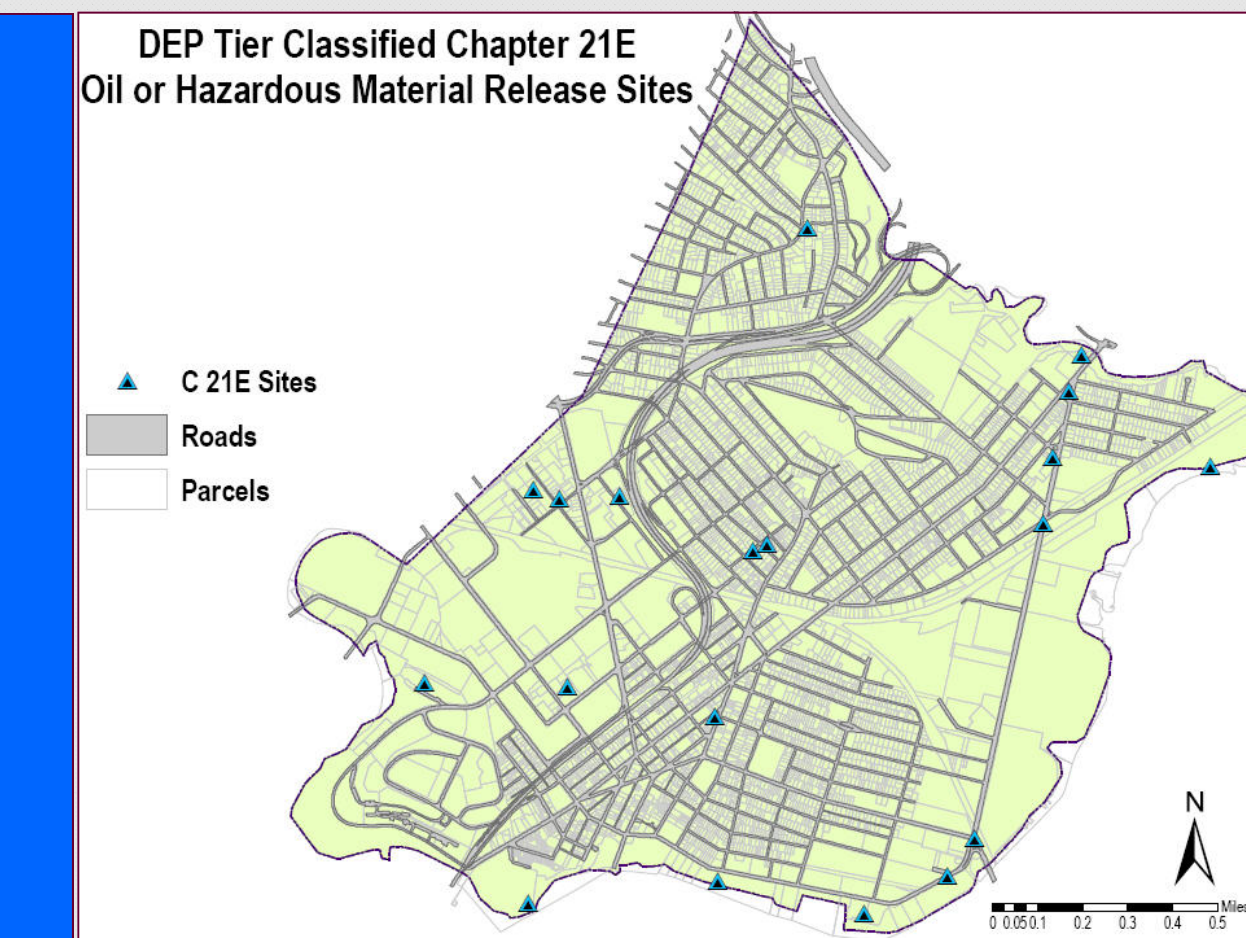 DEP Tier Classified Chapter 21E
Oil or Hazardous Material Release Sites
C 21E Sites
Roads
Parcels
N
Miles
0 0.05 0.1 0.2 0.3 0.4 0.5